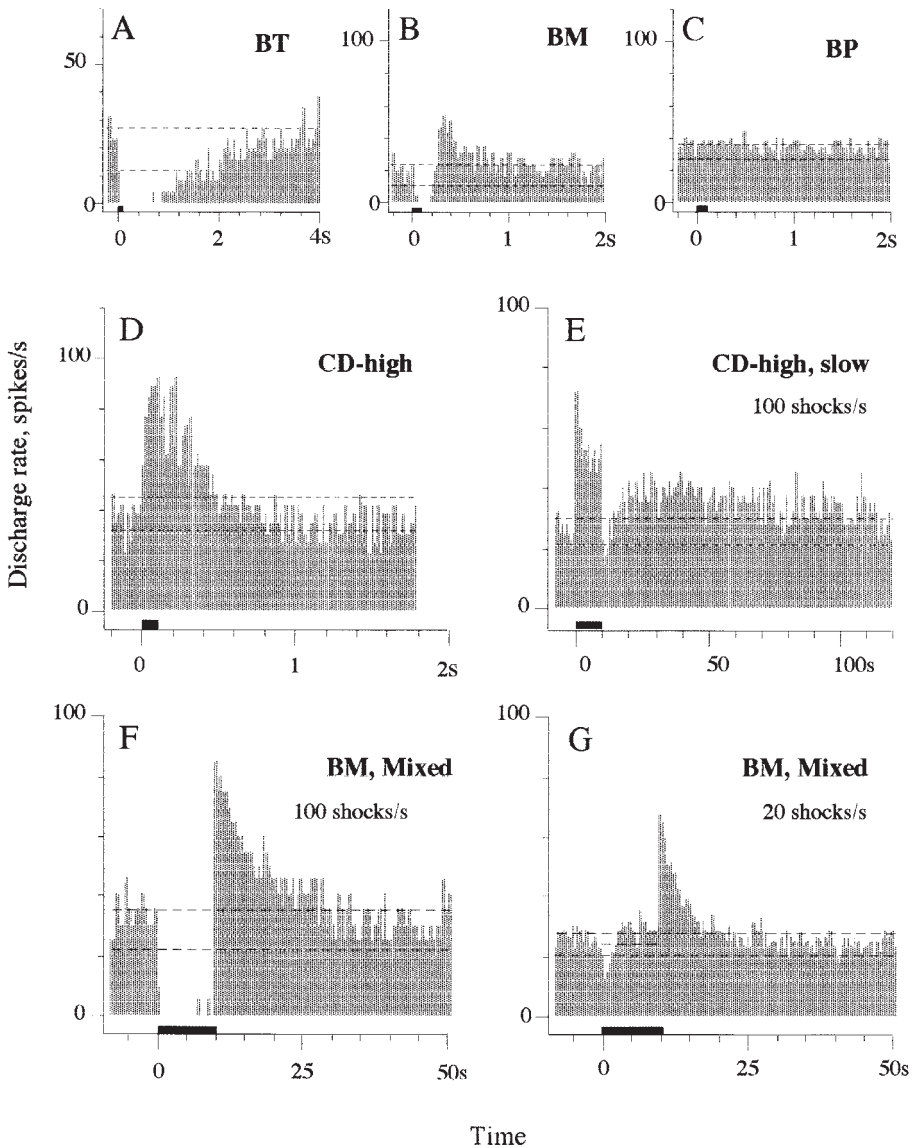 A
BT
50
0
0
2
4s
B
BM
100
0
0
1
2s
C
BP
100
0
0
1
2s
Discharge rate, spikes/s
D
CD-high
100
0
0
1
2s
E
CD-high, slow
100 shocks/s
100
0
0
50
100s
F
BM, Mixed
100 shocks/s
100
0
0
25
50s
G
BM, Mixed
20 shocks/s
100
0
0
25
50s
Time